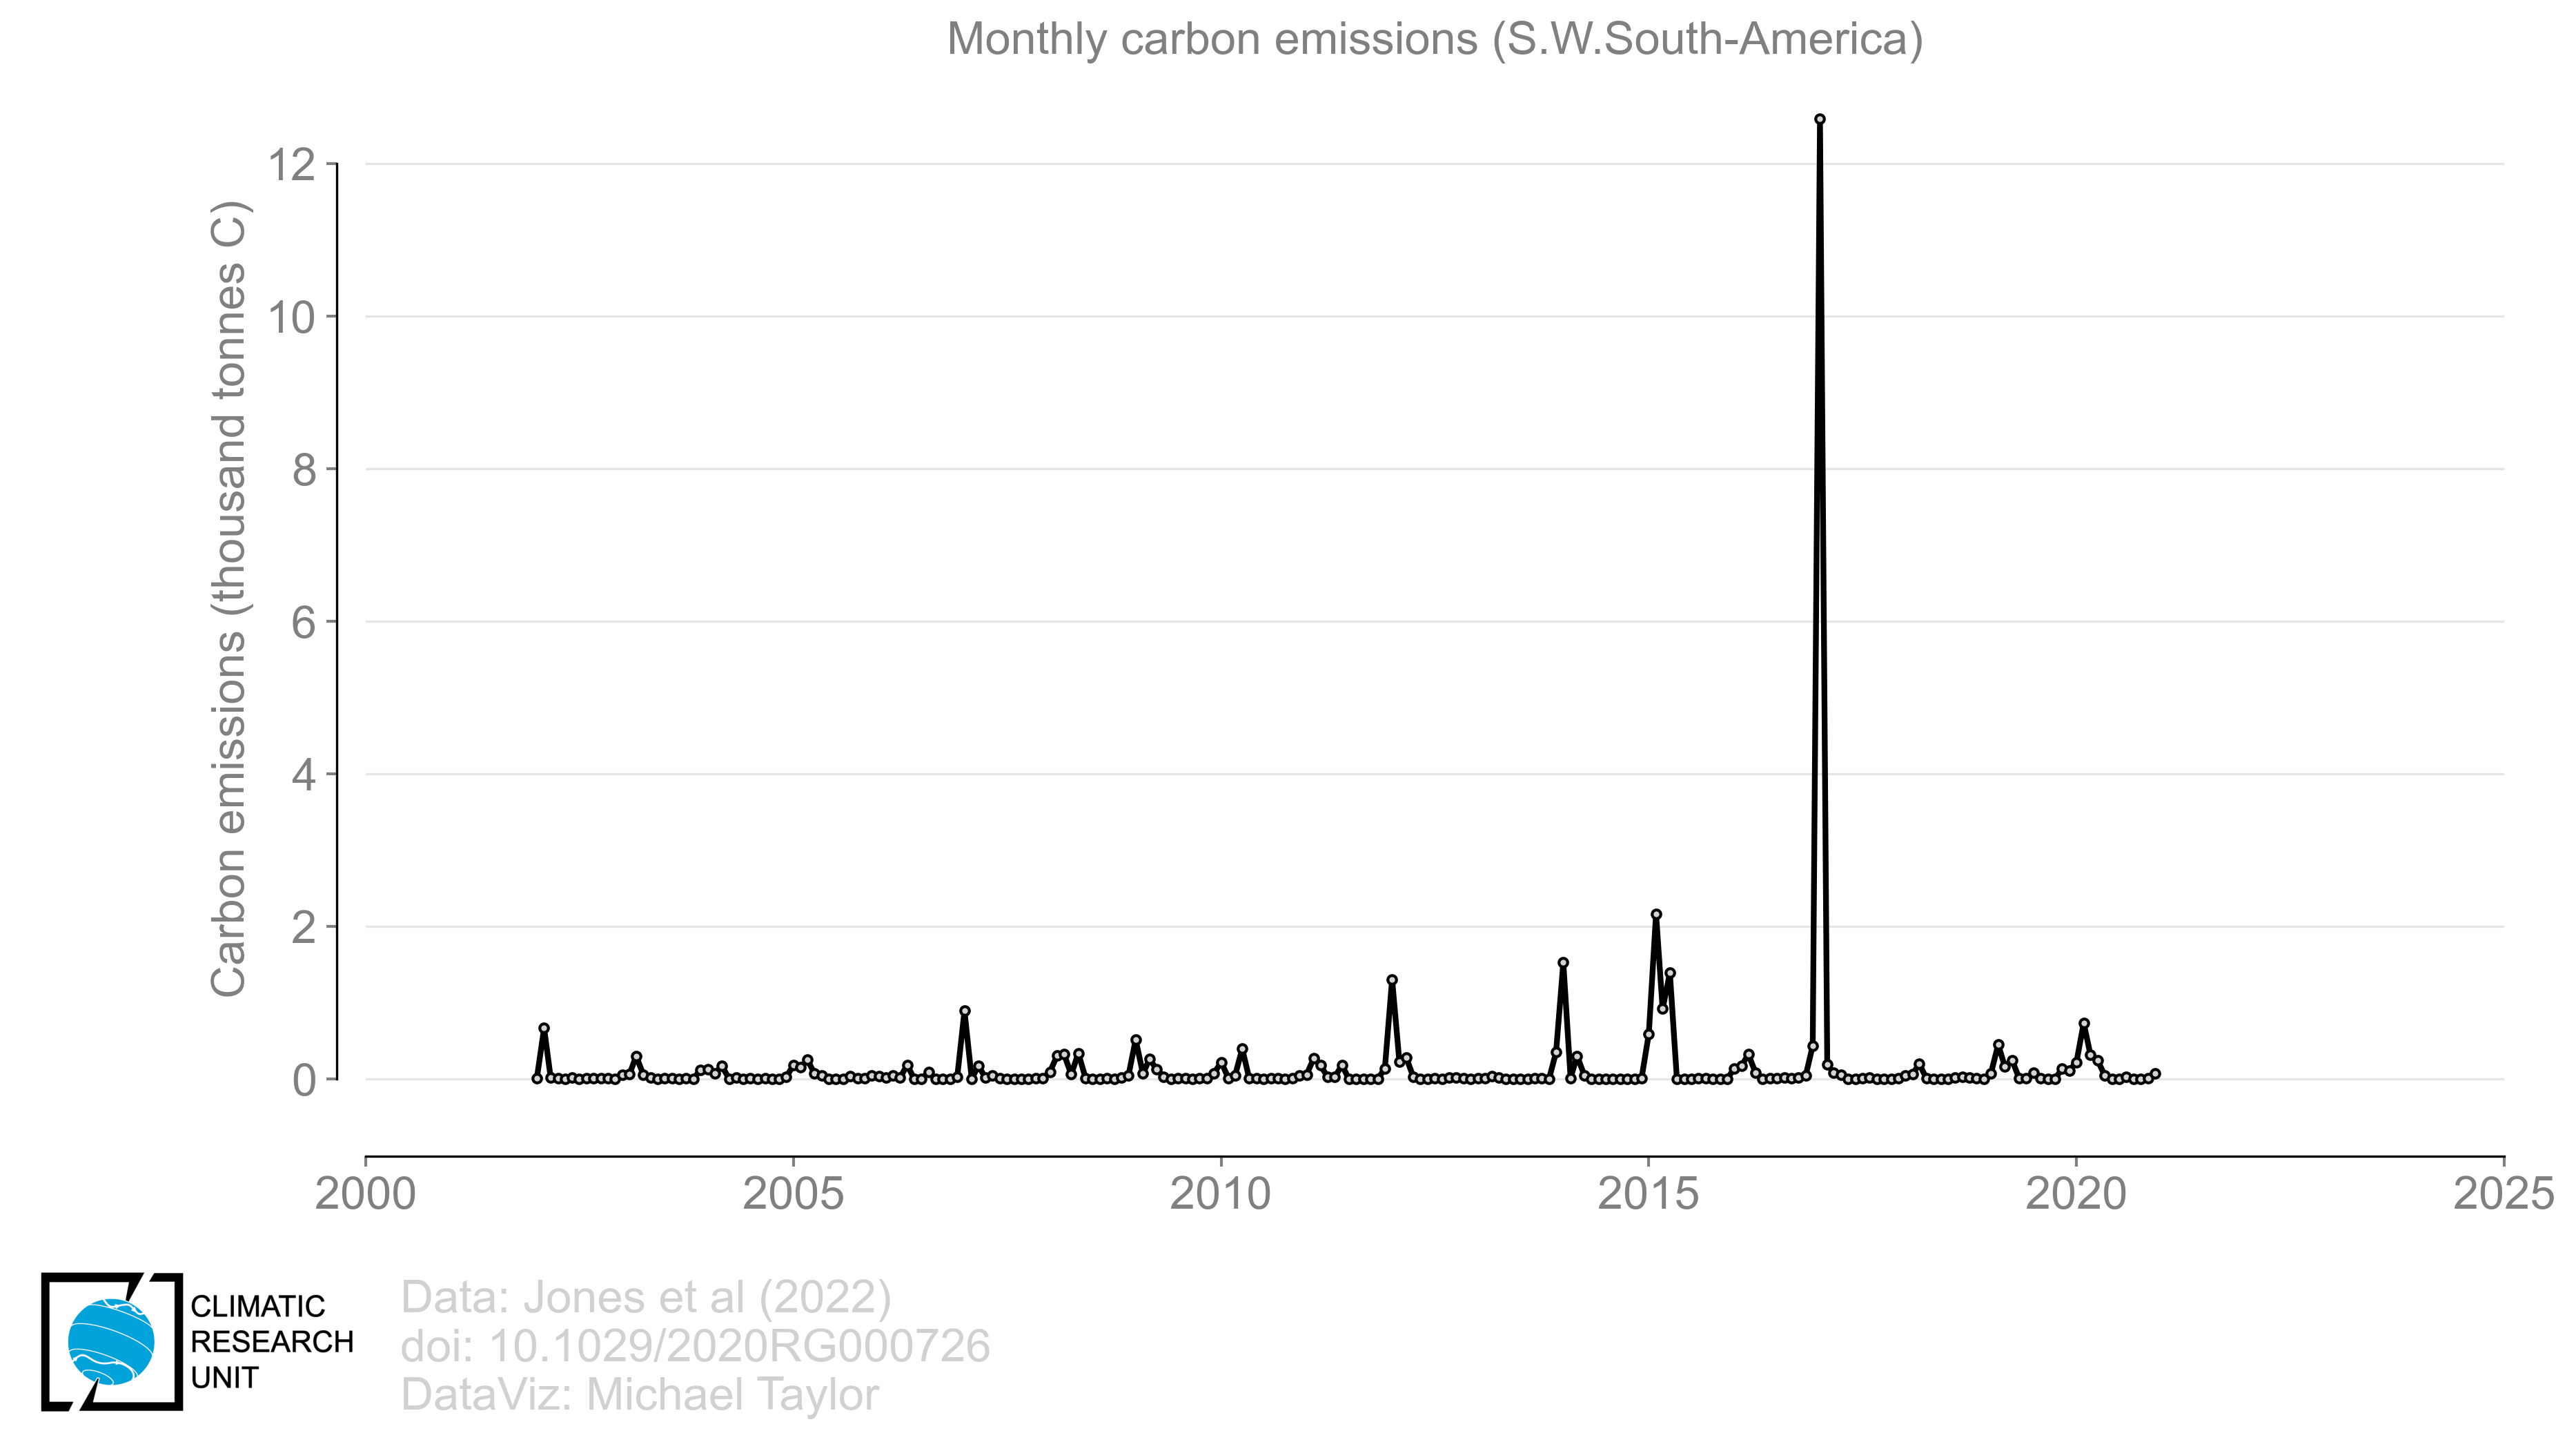 Monthly carbon emissions (S.W.South-America)
Carbon emissions (thousand tonnes C)
12
10
8
6
4
2
0
2000
2005
2010
2015
2020
2025
CLIMATIC
RESEARCH
UNIT
Data: Jones et al (2022)
doi: 10.1029/2020RG000726
DataViz: Michael Taylor